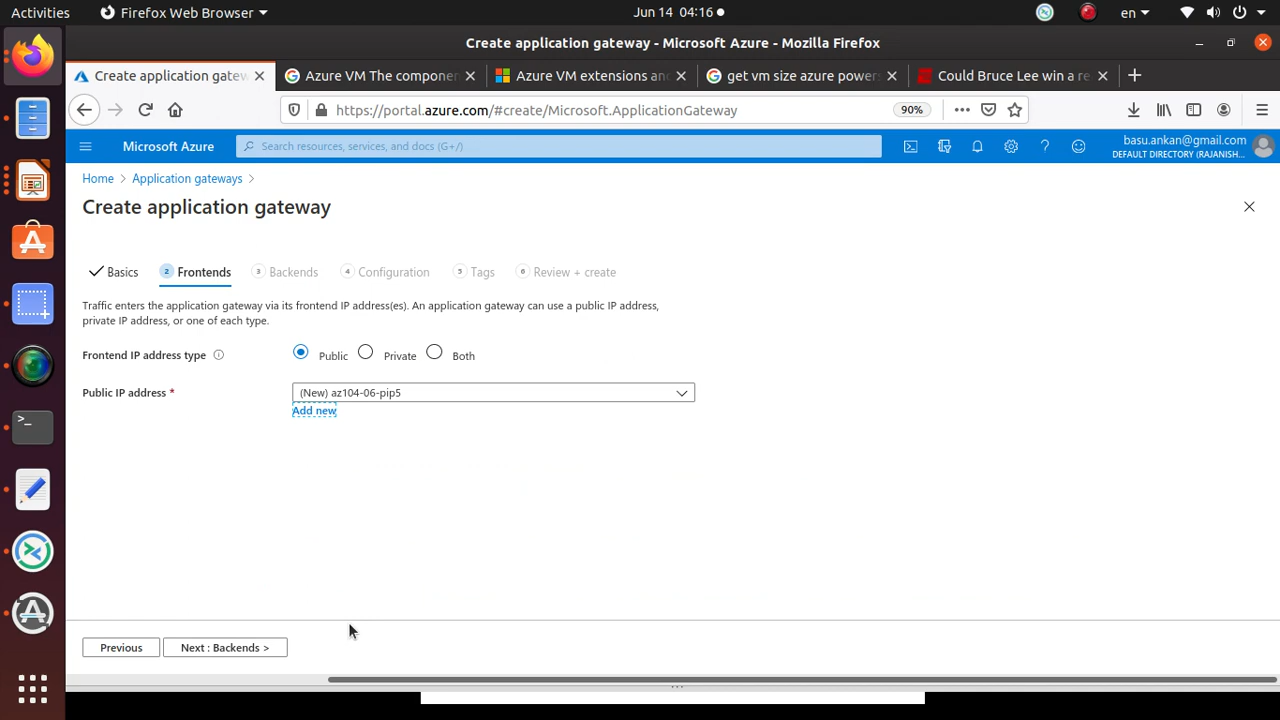 Activities
Firefox Web Browser
Jun 14 04:16
en
Create application gateway - Microsoft Azure - Mozilla Firefox
Create application gatew
Azure VM The componen
Azure VM extensions an
get vm size azure powers
Could Bruce Lee win a re
https://portal.azure.com/#create/Microsoft.ApplicationGateway
90%
Microsoft Azure
Search resources, services, and docs (G+/)
basu.ankan@gmail.com
DEFAULT DIRECTORY (RAJANISH...
Home > Application gateways >
Create application gateway
Basics
2 Frontends
3 Backends
4 Configuration
5 Tags
6 Review + create
Traffic enters the application gateway via its frontend IP address(es). An application gateway can use a public IP address,
private IP address, or one of each type.
Frontend IP address type
Public
Private
Both
Public IP address *
(New) az104-06-pip5
Add new
Previous
Next : Backends >